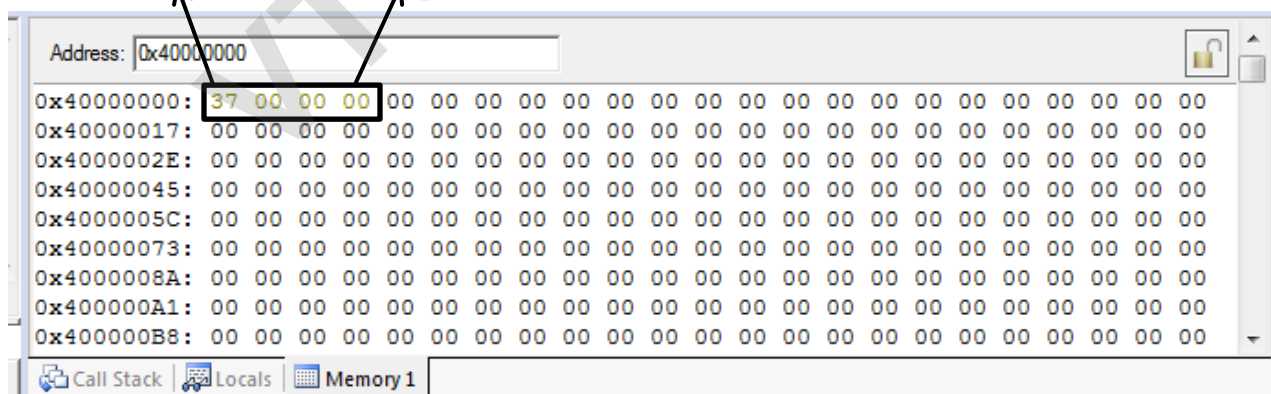 Address: 0x40000000
0x40000000: 37 00 00 00 00 00 00 00 00 00 00 00 00 00 00 00 00 00 00 00 00 00 00
0x40000017: 00 00 00 00 00 00 00 00 00 00 00 00 00 00 00 00 00 00 00 00 00 00 00
0x4000002E: 00 00 00 00 00 00 00 00 00 00 00 00 00 00 00 00 00 00 00 00 00 00 00
0x40000045: 00 00 00 00 00 00 00 00 00 00 00 00 00 00 00 00 00 00 00 00 00 00 00
0x4000005C: 00 00 00 00 00 00 00 00 00 00 00 00 00 00 00 00 00 00 00 00 00 00 00
0x40000073: 00 00 00 00 00 00 00 00 00 00 00 00 00 00 00 00 00 00 00 00 00 00 00
0x4000008A: 00 00 00 00 00 00 00 00 00 00 00 00 00 00 00 00 00 00 00 00 00 00 00
0x400000A1: 00 00 00 00 00 00 00 00 00 00 00 00 00 00 00 00 00 00 00 00 00 00 00
0x400000B8: 00 00 00 00 00 00 00 00 00 00 00 00 00 00 00 00 00 00 00 00 00 00 00
Call Stack Locals Memory 1